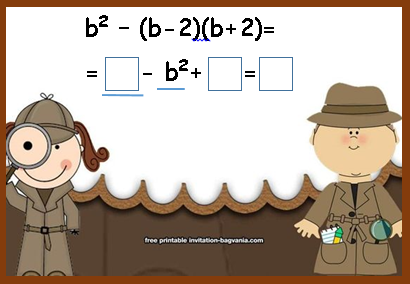 b² - (b-2)(b+2)=
= □ - b²+ □ = □
free printable invitation-bagvania.com